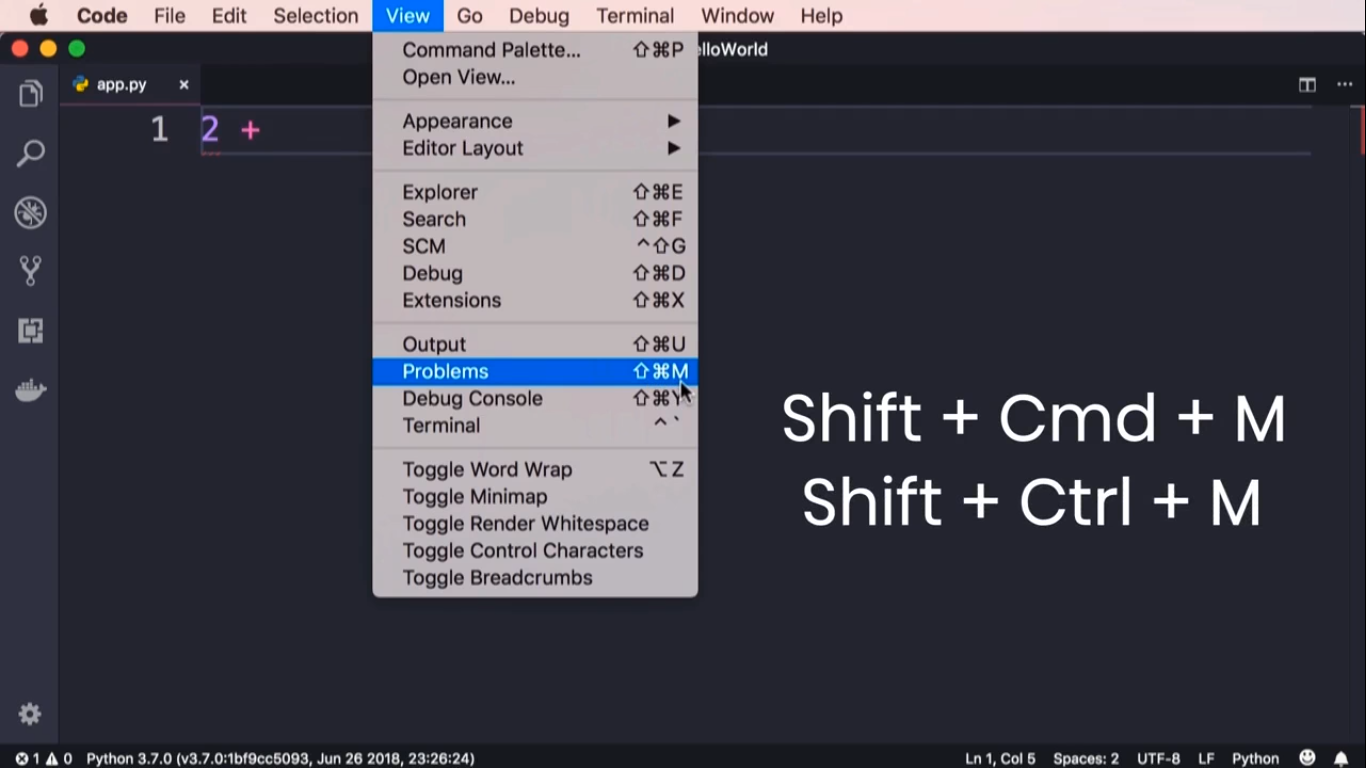 Code File Edit Selection View Go Debug Terminal Window Help
elloWorld
app.py ×
1 2 +
Command Palette... ⇧⌘P
Open View...
Appearance ▶
Editor Layout ▶
Explorer ⇧⌘E
Search ⇧⌘F
SCM ^⇧G
Debug ⇧⌘D
Extensions ⇧⌘X
Output ⇧⌘U
Problems ⇧⌘M
Debug Console ⇧⌘Y
Terminal ^`
Toggle Word Wrap ⌥Z
Toggle Minimap
Toggle Render Whitespace
Toggle Control Characters
Toggle Breadcrumbs
Shift + Cmd + M
Shift + Ctrl + M
1 0 Python 3.7.0 (v3.7.0:1bf9cc5093, Jun 26 2018, 23:26:24) Ln 1, Col 5 Spaces: 2 UTF-8 LF Python